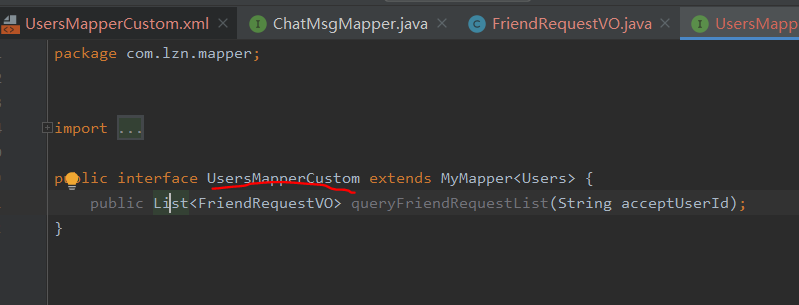 UsersMapperCustom.xml ChatMsgMapper.java FriendRequestVO.java UsersMapp
package com.lzn.mapper;
import ...
public interface UsersMapperCustom extends MyMapper<Users> {
public List<FriendRequestVO> queryFriendRequestList(String acceptUserId);
}